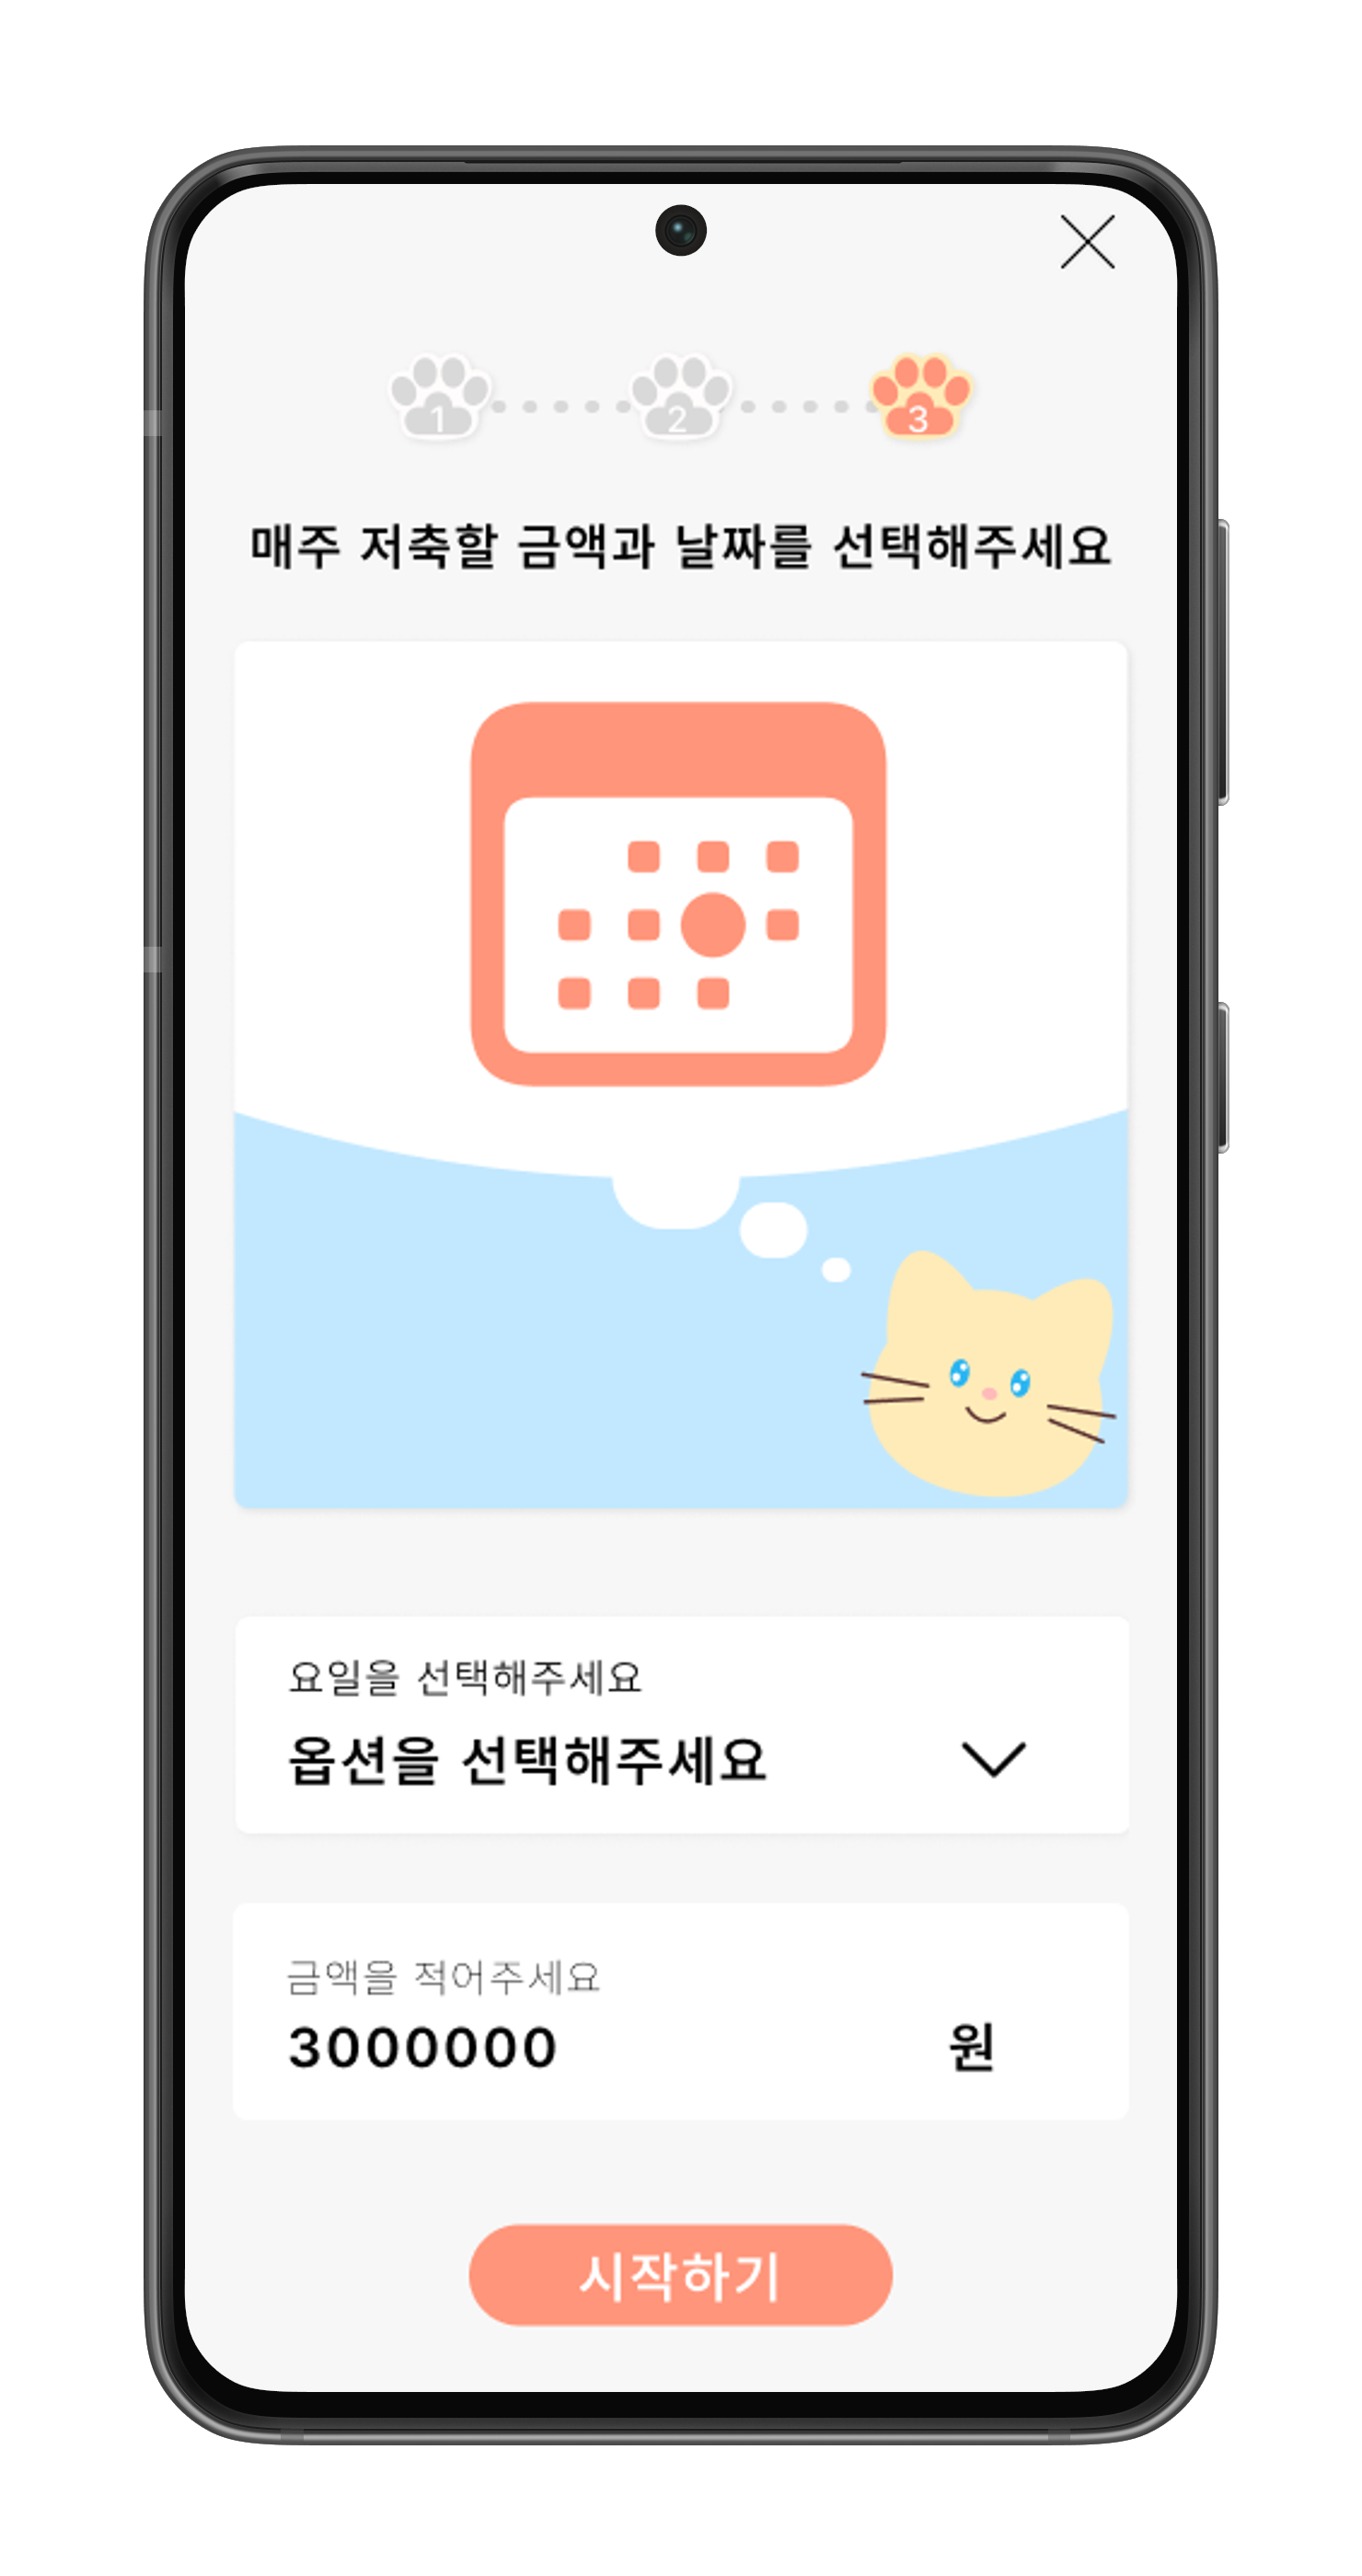 1 2 3
매주 저축할 금액과 날짜를 선택해주세요
요일을 선택해주세요
옵션을 선택해주세요
금액을 적어주세요
3000000 원
시작하기